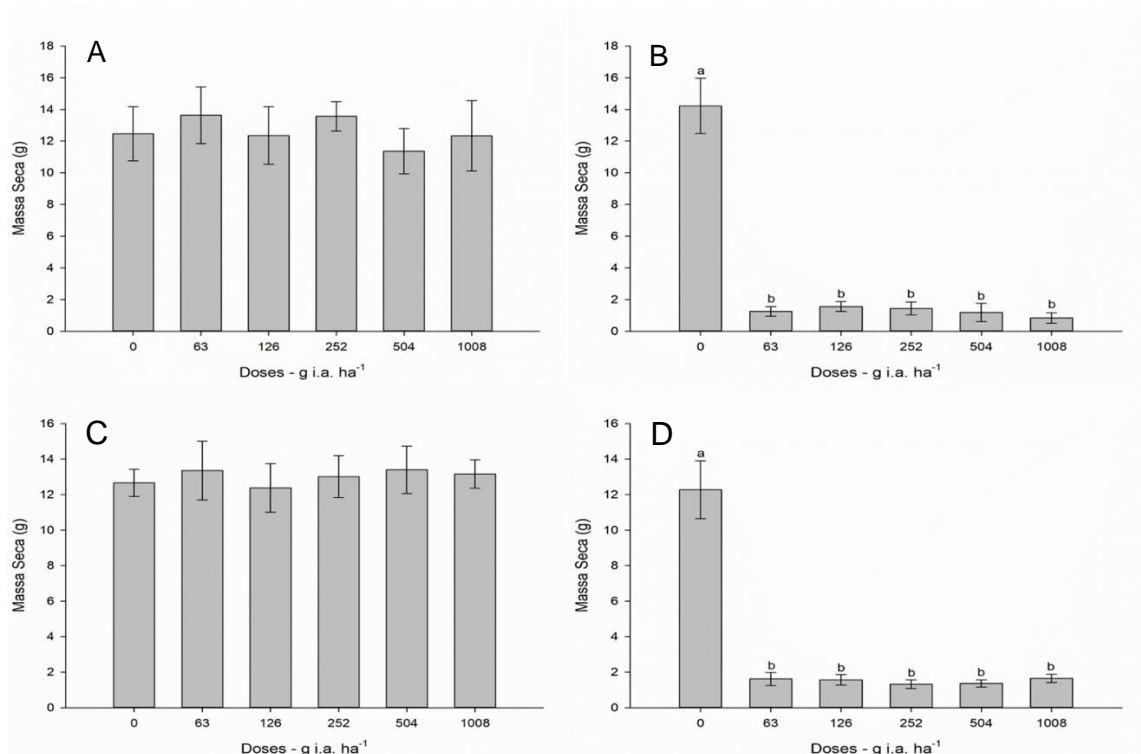 A
Massa Seca (g)
18
16
14
12
10
8
6
4
2
0
0 63 126 252 504 1008
Doses - g i.a. ha⁻¹
B
Massa Seca (g)
18
16
14
12
10
8
6
4
2
0
a b b b b b
0 63 126 252 504 1008
Doses - g i.a. ha⁻¹
C
Massa Seca (g)
16
14
12
10
8
6
4
2
0
0 63 126 252 504 1008
Doses - g i.a. ha⁻¹
D
Massa Seca (g)
16
14
12
10
8
6
4
2
0
a b b b b b
0 63 126 252 504 1008
Doses - g i.a. ha⁻¹